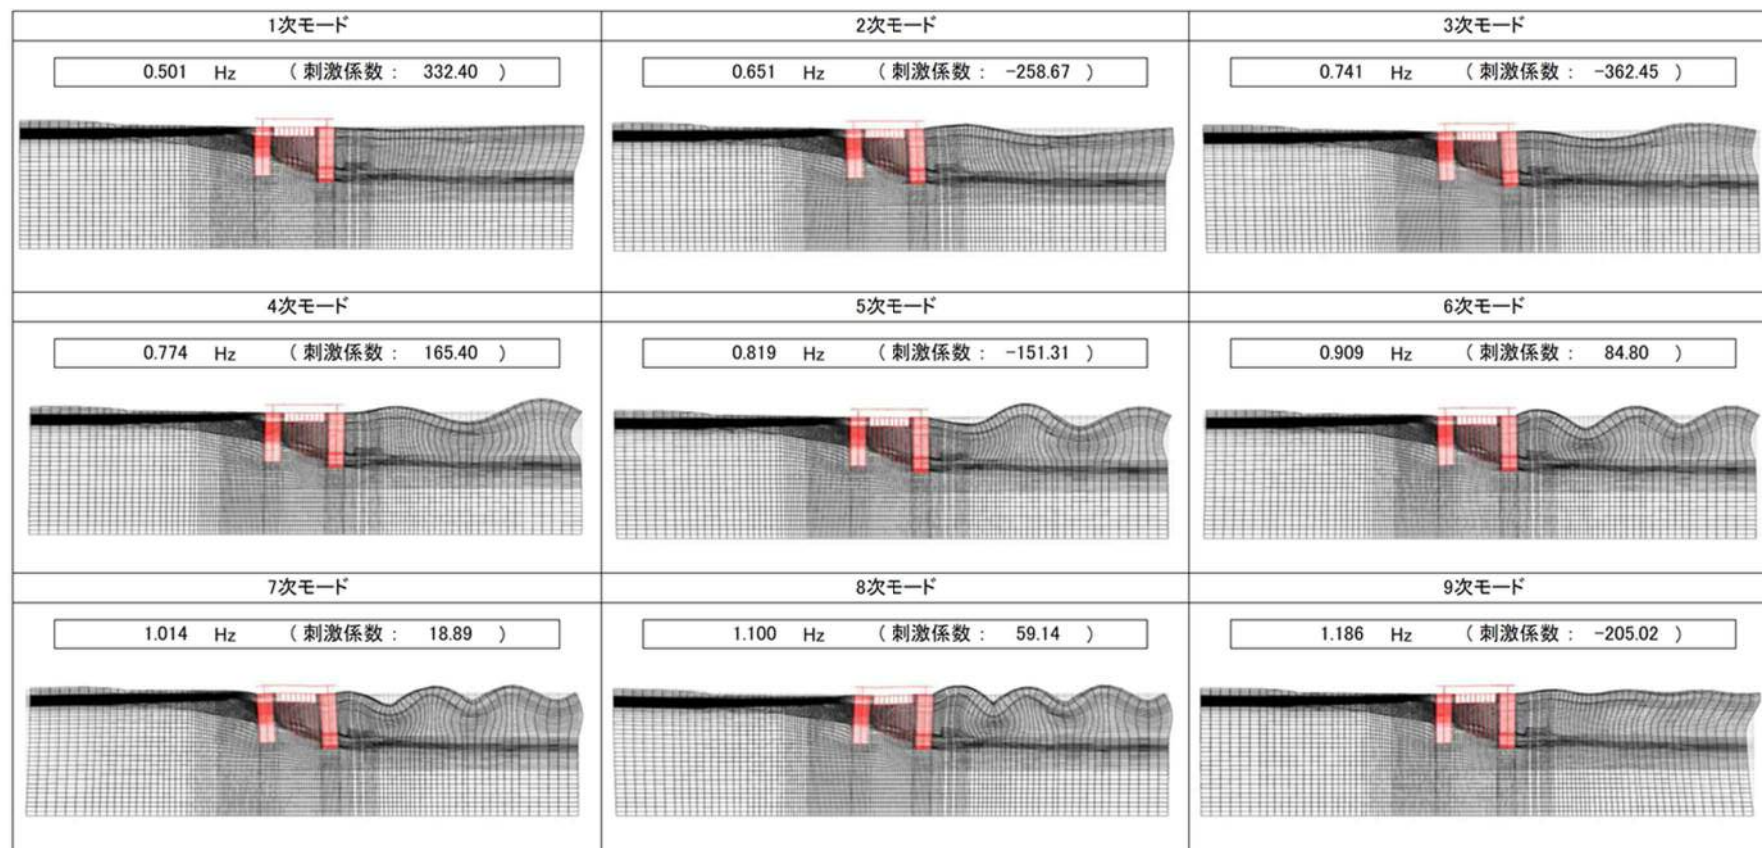 1次モード 2次モード 3次モード
0.501 Hz ( 刺激係数 : 332.40 ) 0.651 Hz ( 刺激係数 : -258.67 ) 0.741 Hz ( 刺激係数 : -362.45 )
4次モード 5次モード 6次モード
0.774 Hz ( 刺激係数 : 165.40 ) 0.819 Hz ( 刺激係数 : -151.31 ) 0.909 Hz ( 刺激係数 : 84.80 )
7次モード 8次モード 9次モード
1.014 Hz ( 刺激係数 : 18.89 ) 1.100 Hz ( 刺激係数 : 59.14 ) 1.186 Hz ( 刺激係数 : -205.02 )